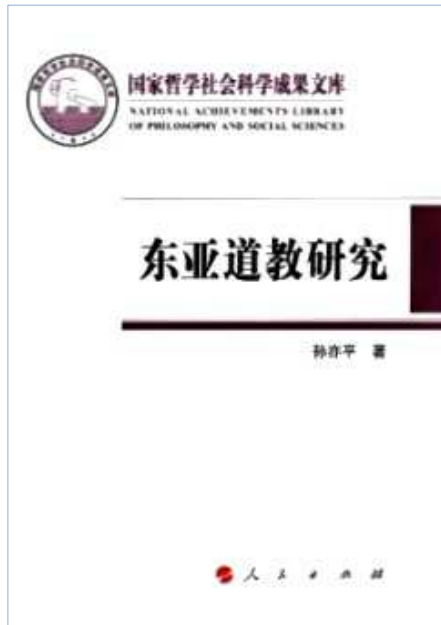 国家哲学社会科学成果文库
NATIONAL ACHIEVEMENTS LIBRARY
OF PHILOSOPHY AND SOCIAL SCIENCES
东亚道教研究
孙亦平 著
人民出版社